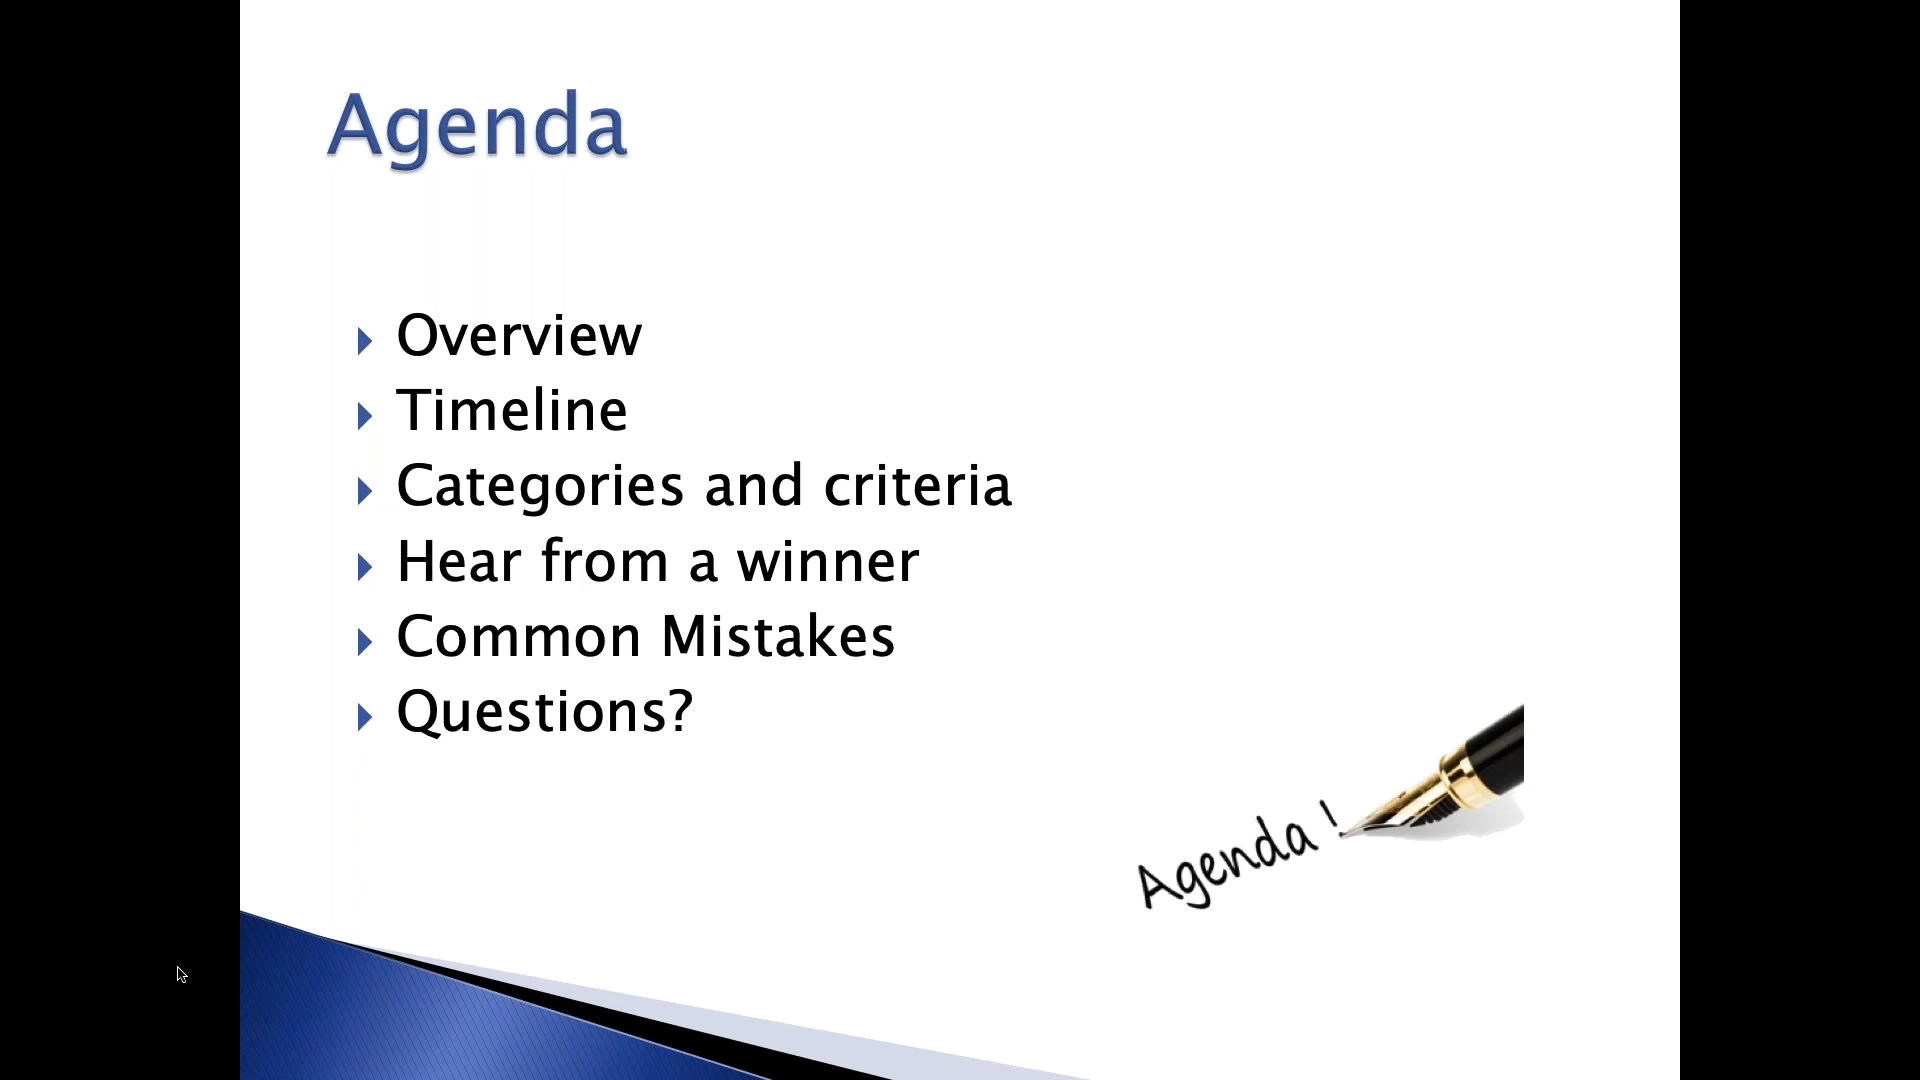 Agenda
Overview
Timeline
Categories and criteria
Hear from a winner
Common Mistakes
Questions?
Agenda !